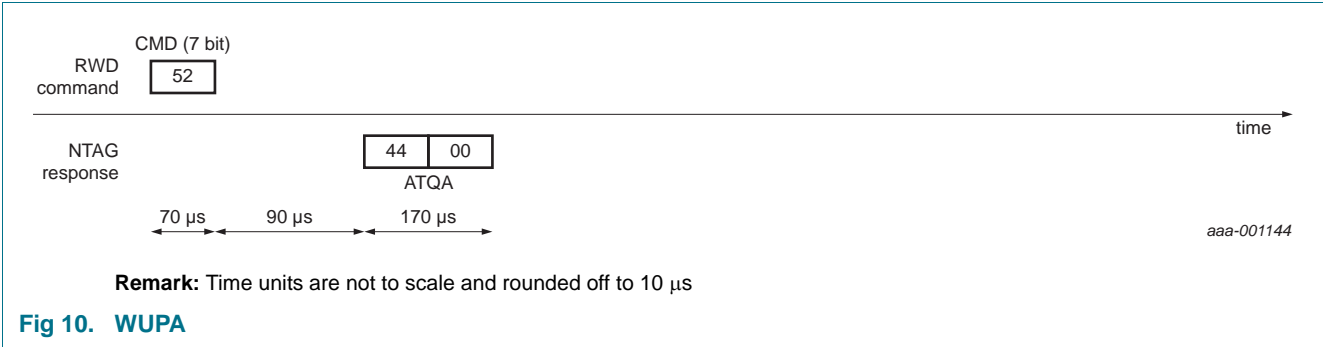 CMD (7 bit)
RWD
command
52
time
NTAG
response
44 00
ATQA
70 µs 90 µs 170 µs
aaa-001144
Remark: Time units are not to scale and rounded off to 10 µs
Fig 10. WUPA